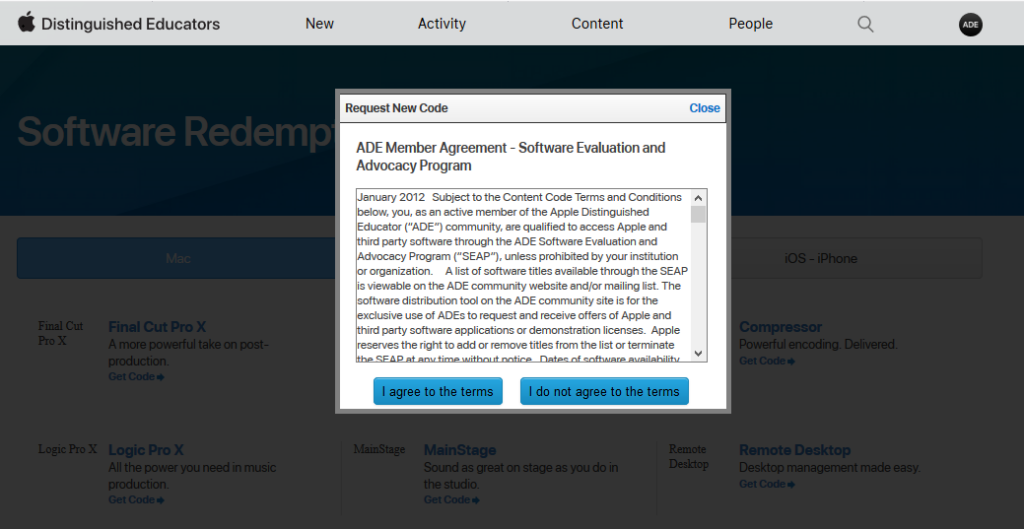 Distinguished Educators
New
Activity
Content
People
ADE
Software Redempt
Request New Code
Close
ADE Member Agreement - Software Evaluation and
Advocacy Program
January 2012   Subject to the Content Code Terms and Conditions
below, you, as an active member of the Apple Distinguished
Educator (“ADE”) community, are qualified to access Apple and
third party software through the ADE Software Evaluation and
Advocacy Program (“SEAP”), unless prohibited by your institution
or organization.    A list of software titles available through the SEAP
is viewable on the ADE community website and/or mailing list. The
software distribution tool on the ADE community site is for the
exclusive use of ADEs to request and receive offers of Apple and
third party software applications or demonstration licenses.  Apple
reserves the right to add or remove titles from the list or terminate
the SEAP at any time without notice   Dates of software availability
I agree to the terms
I do not agree to the terms
Mac
iOS - iPhone
Final Cut
Pro X
Final Cut Pro X
A more powerful take on post-
production.
Get Code
Compressor
Powerful encoding. Delivered.
Get Code
Logic Pro X
Logic Pro X
All the power you need in music
production.
Get Code
MainStage
MainStage
Sound as great on stage as you do in
the studio.
Get Code
Remote
Desktop
Remote Desktop
Desktop management made easy.
Get Code